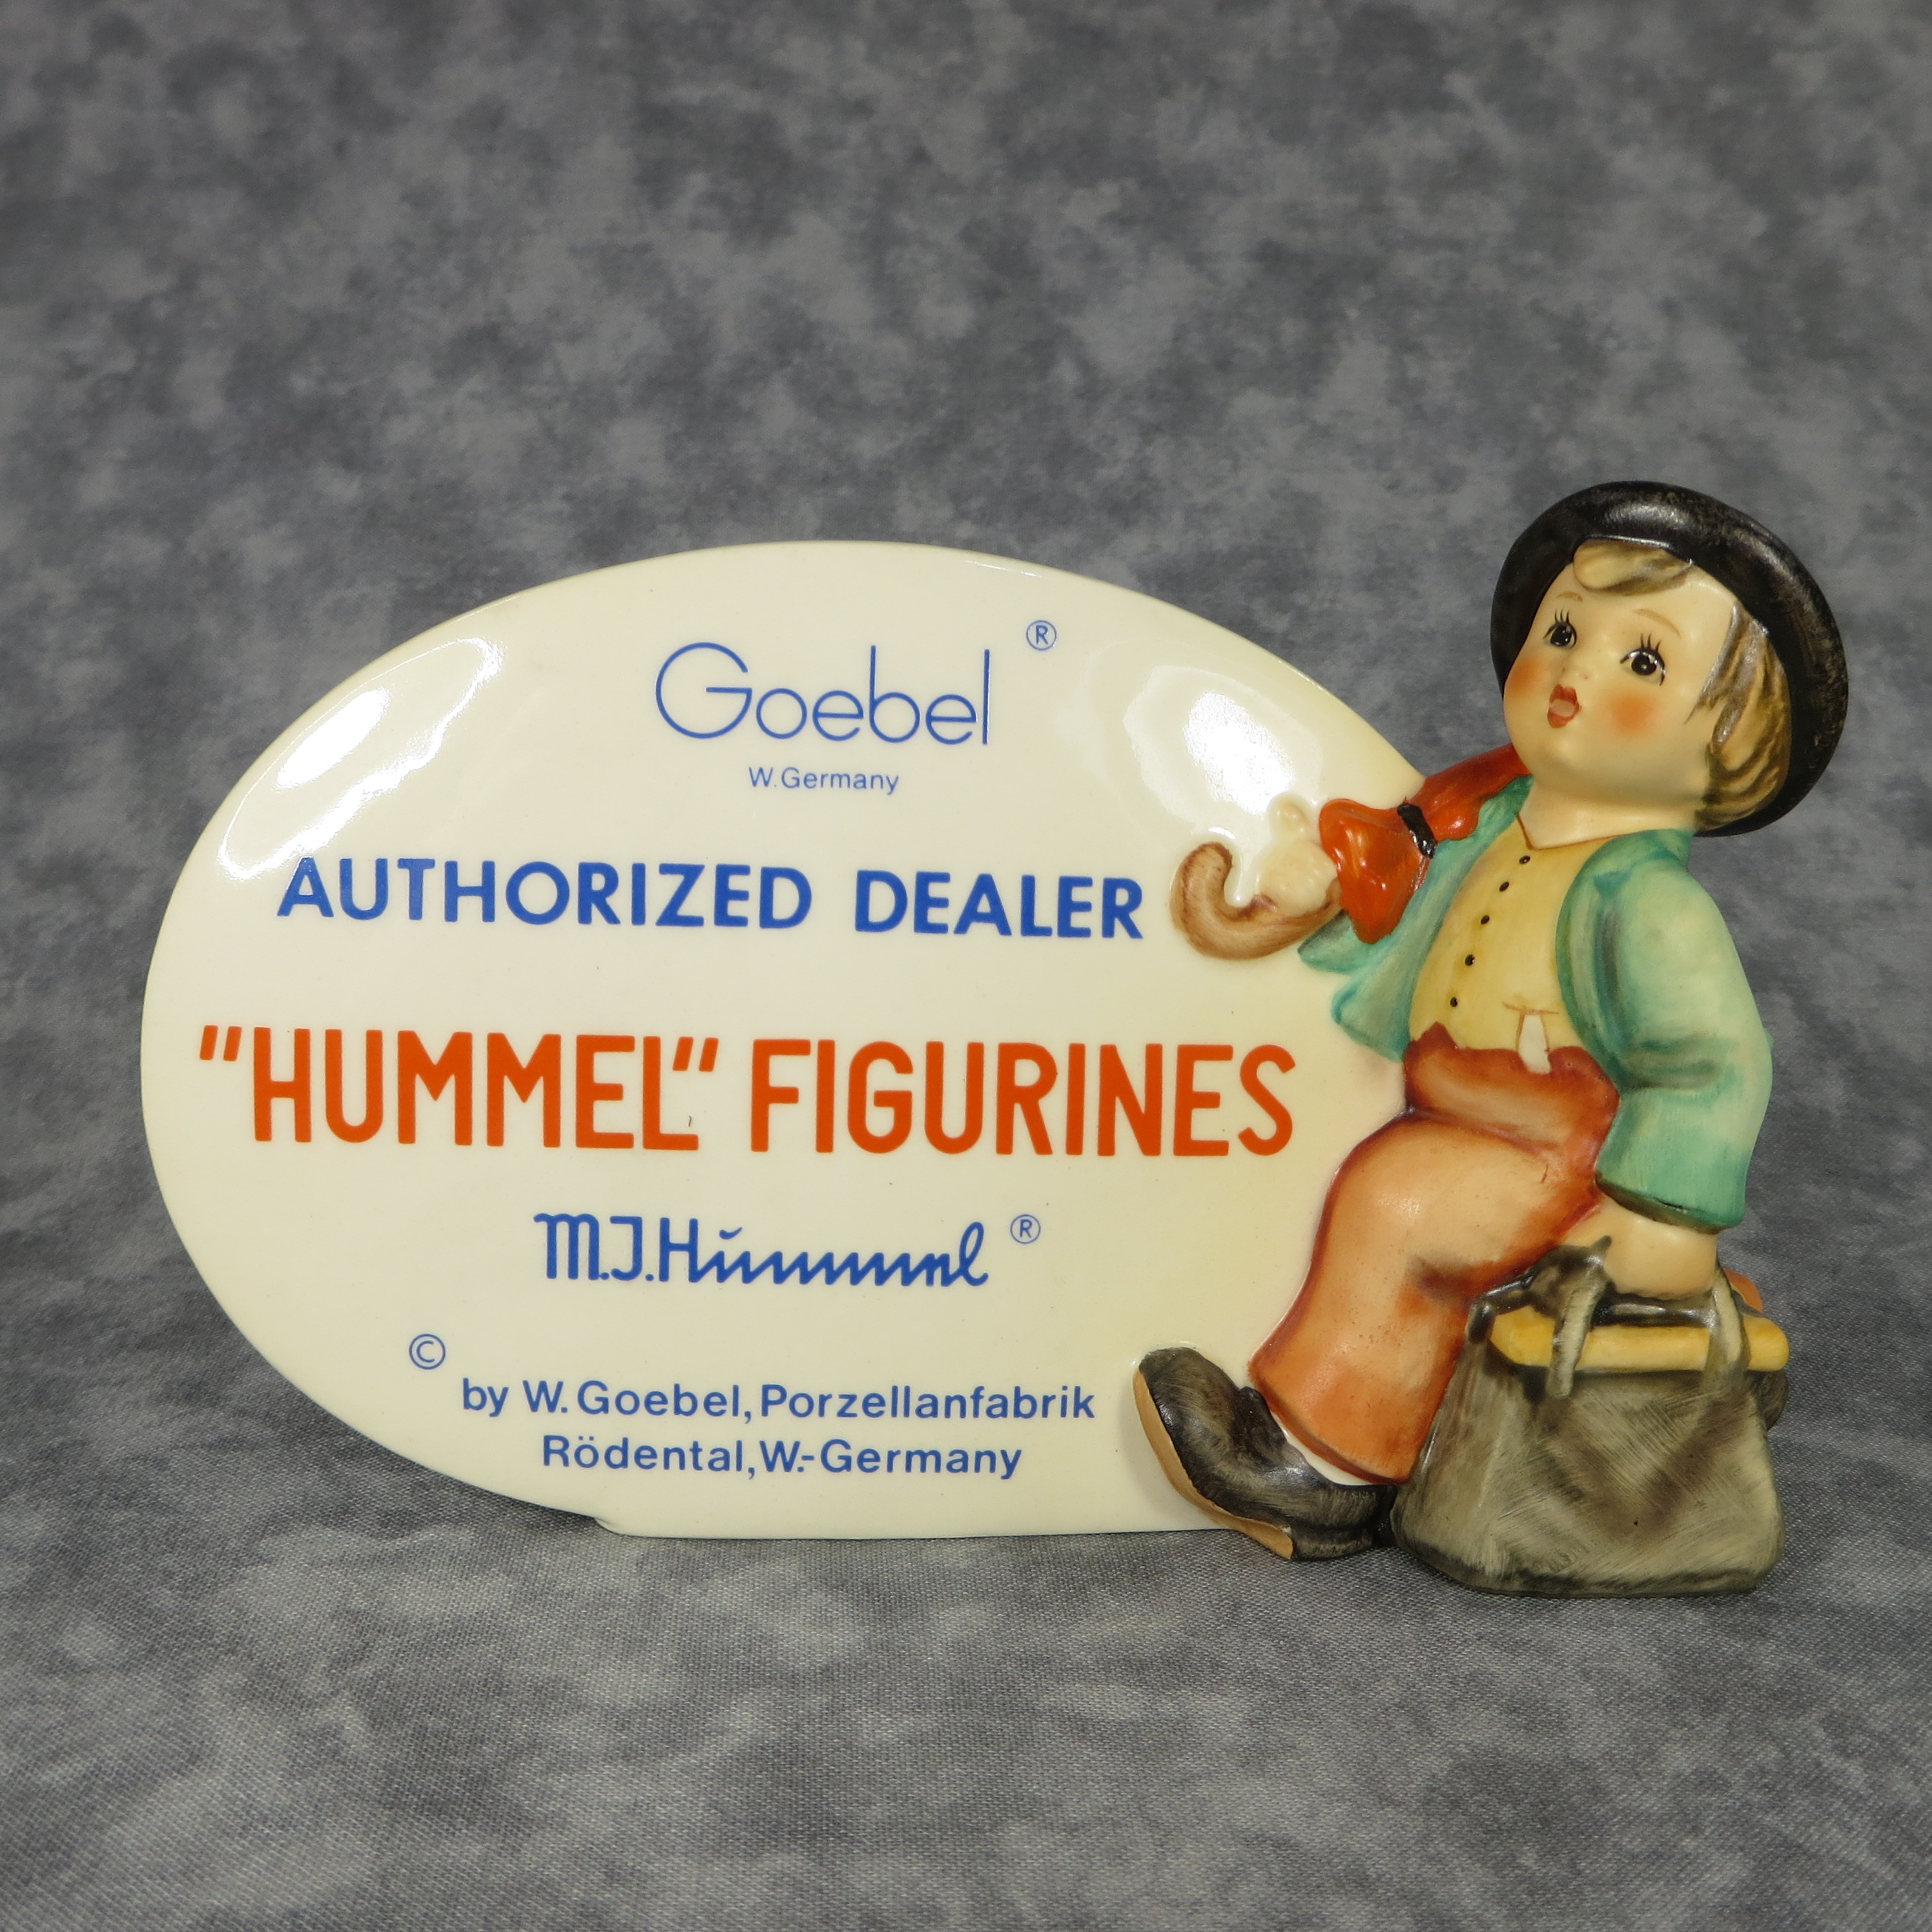 Goebel ®
W. Germany
AUTHORIZED DEALER
"HUMMEL" FIGURINES
M.J.Hummel ®
©
by W. Goebel, Porzellanfabrik
Rödental, W.-Germany